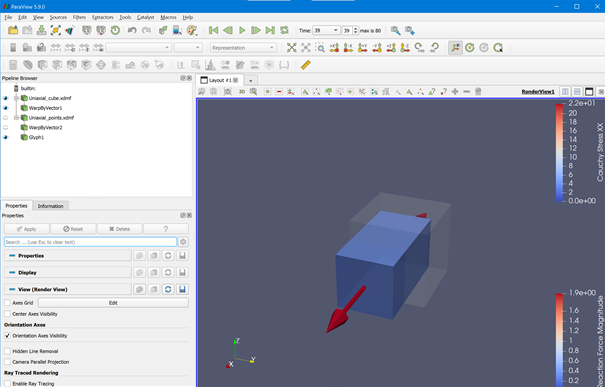 ParaView 5.9.0
File Edit View Sources Filters Extractors Tools Catalyst Macros Help
Time: 39 39 max is 80
Representation
Pipeline Browser
Layout #1
builtin:
3D
RenderView1
Uniaxial_cube.xdmf
WarpByVector1
Uniaxial_points.xdmf
WarpByVector2
Glyph1
2.2e+01
20
18
16
14
12
10
8
6
4
2
0.0e+00
Cauchy Stress XX
Properties Information
Properties
Apply Reset Delete ?
Search ... (use Esc to clear text)
Properties
Display
View (Render View)
Axes Grid Edit
Center Axes Visibility
Orientation Axes
Orientation Axes Visibility
Hidden Line Removal
Camera Parallel Projection
Ray Traced Rendering
Enable Ray Tracing
Z
Y
X
1.9e+00
1.6
1.4
1.2
1
0.8
0.6
0.4
0.2
eaction Force Magnitude